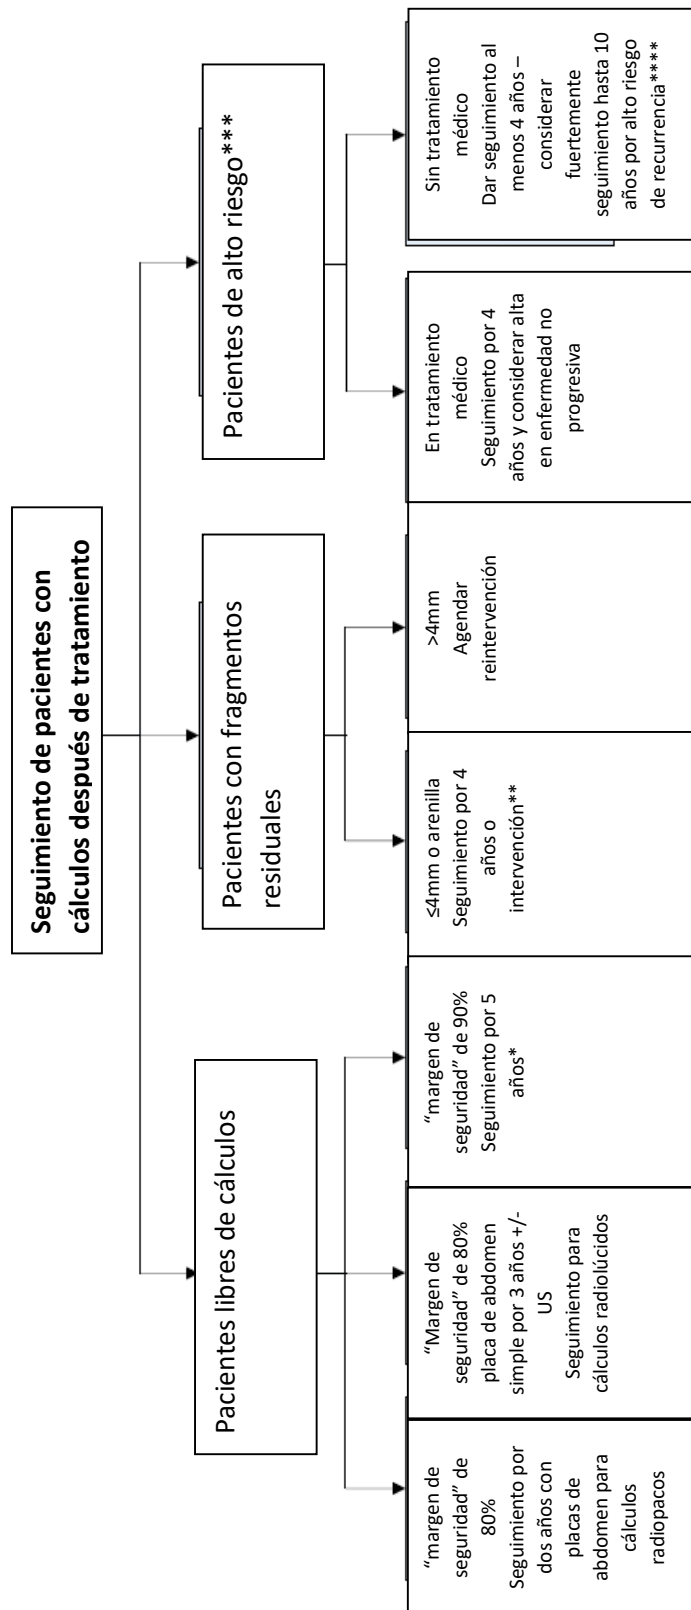 Seguimiento de pacientes con
cálculos después de tratamiento
Pacientes libres de cálculos
Pacientes con fragmentos
residuales
Pacientes de alto riesgo***
“margen de
seguridad” de
80%
Seguimiento por
dos años con
placas de
abdomen para
cálculos
radiopacos
“Margen de
seguridad” de 80%
placa de abdomen
simple por 3 años +/-
US
Seguimiento para
cálculos radiolúcidos
“margen de
seguridad” de 90%
Seguimiento por 5
años*
≤4mm o arenilla
Seguimiento por 4
años o
intervención**
>4mm
Agendar
reintervención
En tratamiento
médico
Seguimiento por 4
años y considerar alta
en enfermedad no
progresiva
Sin tratamiento
médico
Dar seguimiento al
menos 4 años –
considerar
fuertemente
seguimiento hasta 10
años por alto riesgo
de recurrencia****